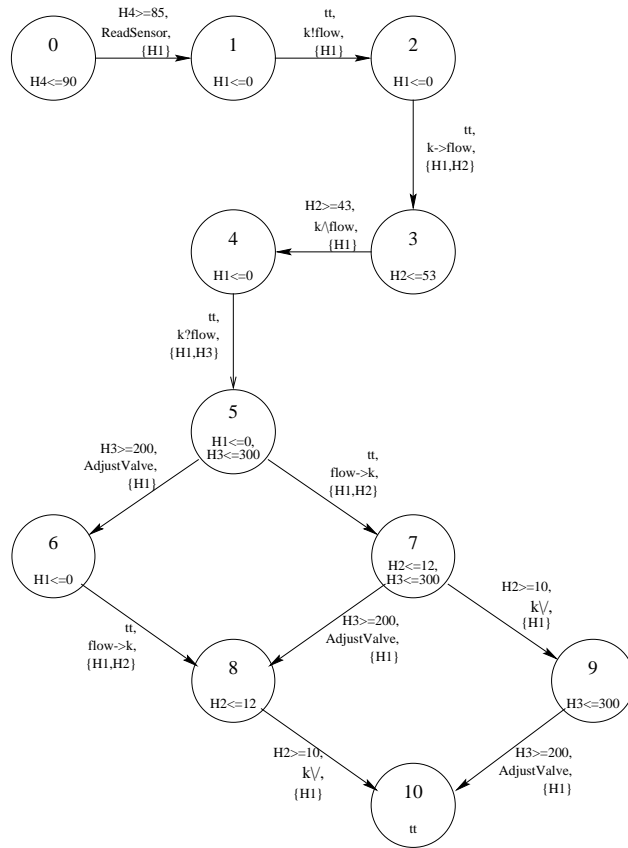 0
H4<=90
H4>=85,
ReadSensor,
{H1}
1
H1<=0
tt,
k!flow,
{H1}
2
H1<=0
tt,
k->flow,
{H1,H2}
3
H2<=53
H2>=43,
k/\flow,
{H1}
4
H1<=0
tt,
k?flow,
{H1,H3}
5
H1<=0,
H3<=300
H3>=200,
AdjustValve,
{H1}
tt,
flow->k,
{H1,H2}
6
H1<=0
7
H2<=12,
H3<=300
tt,
flow->k,
{H1,H2}
H3>=200,
AdjustValve,
{H1}
H2>=10,
k\/,
{H1}
8
H2<=12
9
H3<=300
H2>=10,
k\/,
{H1}
H3>=200,
AdjustValve,
{H1}
10
tt